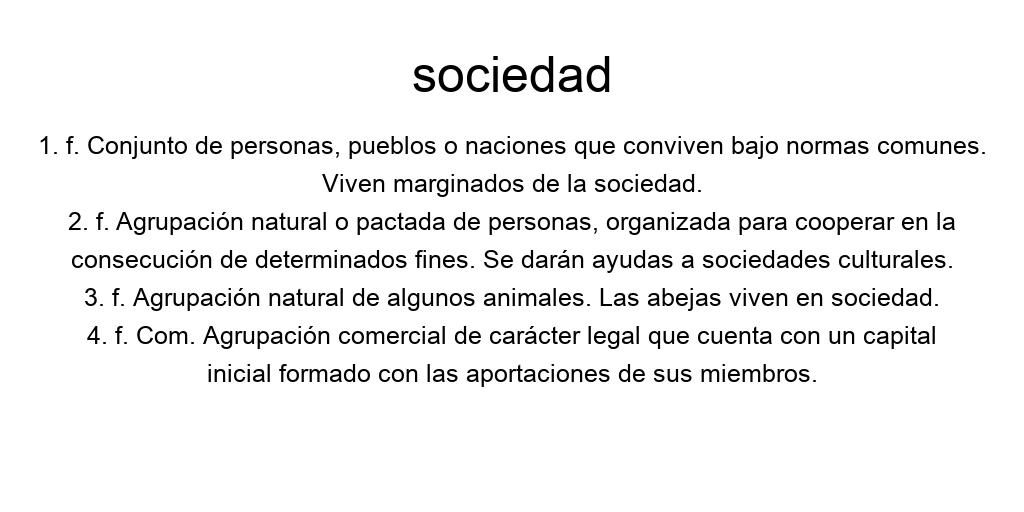 sociedad
1. f. Conjunto de personas, pueblos o naciones que conviven bajo normas comunes.
Viven marginados de la sociedad.
2. f. Agrupación natural o pactada de personas, organizada para cooperar en la
consecución de determinados fines. Se darán ayudas a sociedades culturales.
3. f. Agrupación natural de algunos animales. Las abejas viven en sociedad.
4. f. Com. Agrupación comercial de carácter legal que cuenta con un capital
inicial formado con las aportaciones de sus miembros.